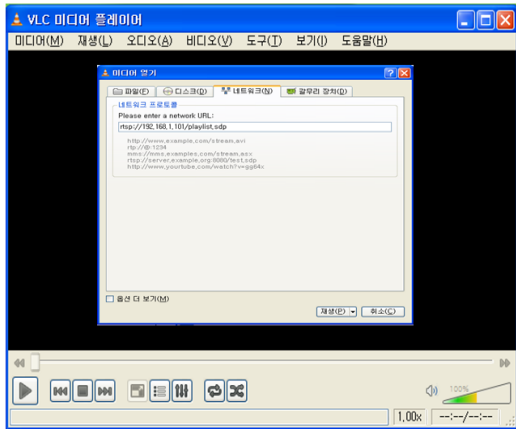 VLC 미디어 플레이어
미디어(M) 재생(L) 오디오(A) 비디오(V) 도구(T) 보기(I) 도움말(H)
미디어 열기
파일(F) 디스크(D) 네트워크(N) 갈무리 장치(D)
네트워크 프로토콜
Please enter a network URL:
rtsp://192.168.1.101/playlist.sdp
http://www.example.com/stream.avi
rtp://@:1234
mms://mms.examples.com/stream.asx
rtsp://server.example.org:8080/test.sdp
http://www.yourtube.com/watch?v=gg64x
옵션 더 보기(M)
재생(P) 취소(C)
100%
1.00x --:--/--:--